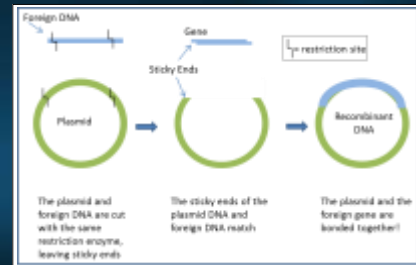 Foreign DNA
Gene
= restriction site
Sticky Ends
Plasmid
Recombinant
DNA
The plasmid and
foreign DNA are cut
with the same
restriction enzyme,
leaving sticky ends
The sticky ends of the
plasmid DNA and
foreign DNA match
The plasmid and the
foreign gene are
bonded together!